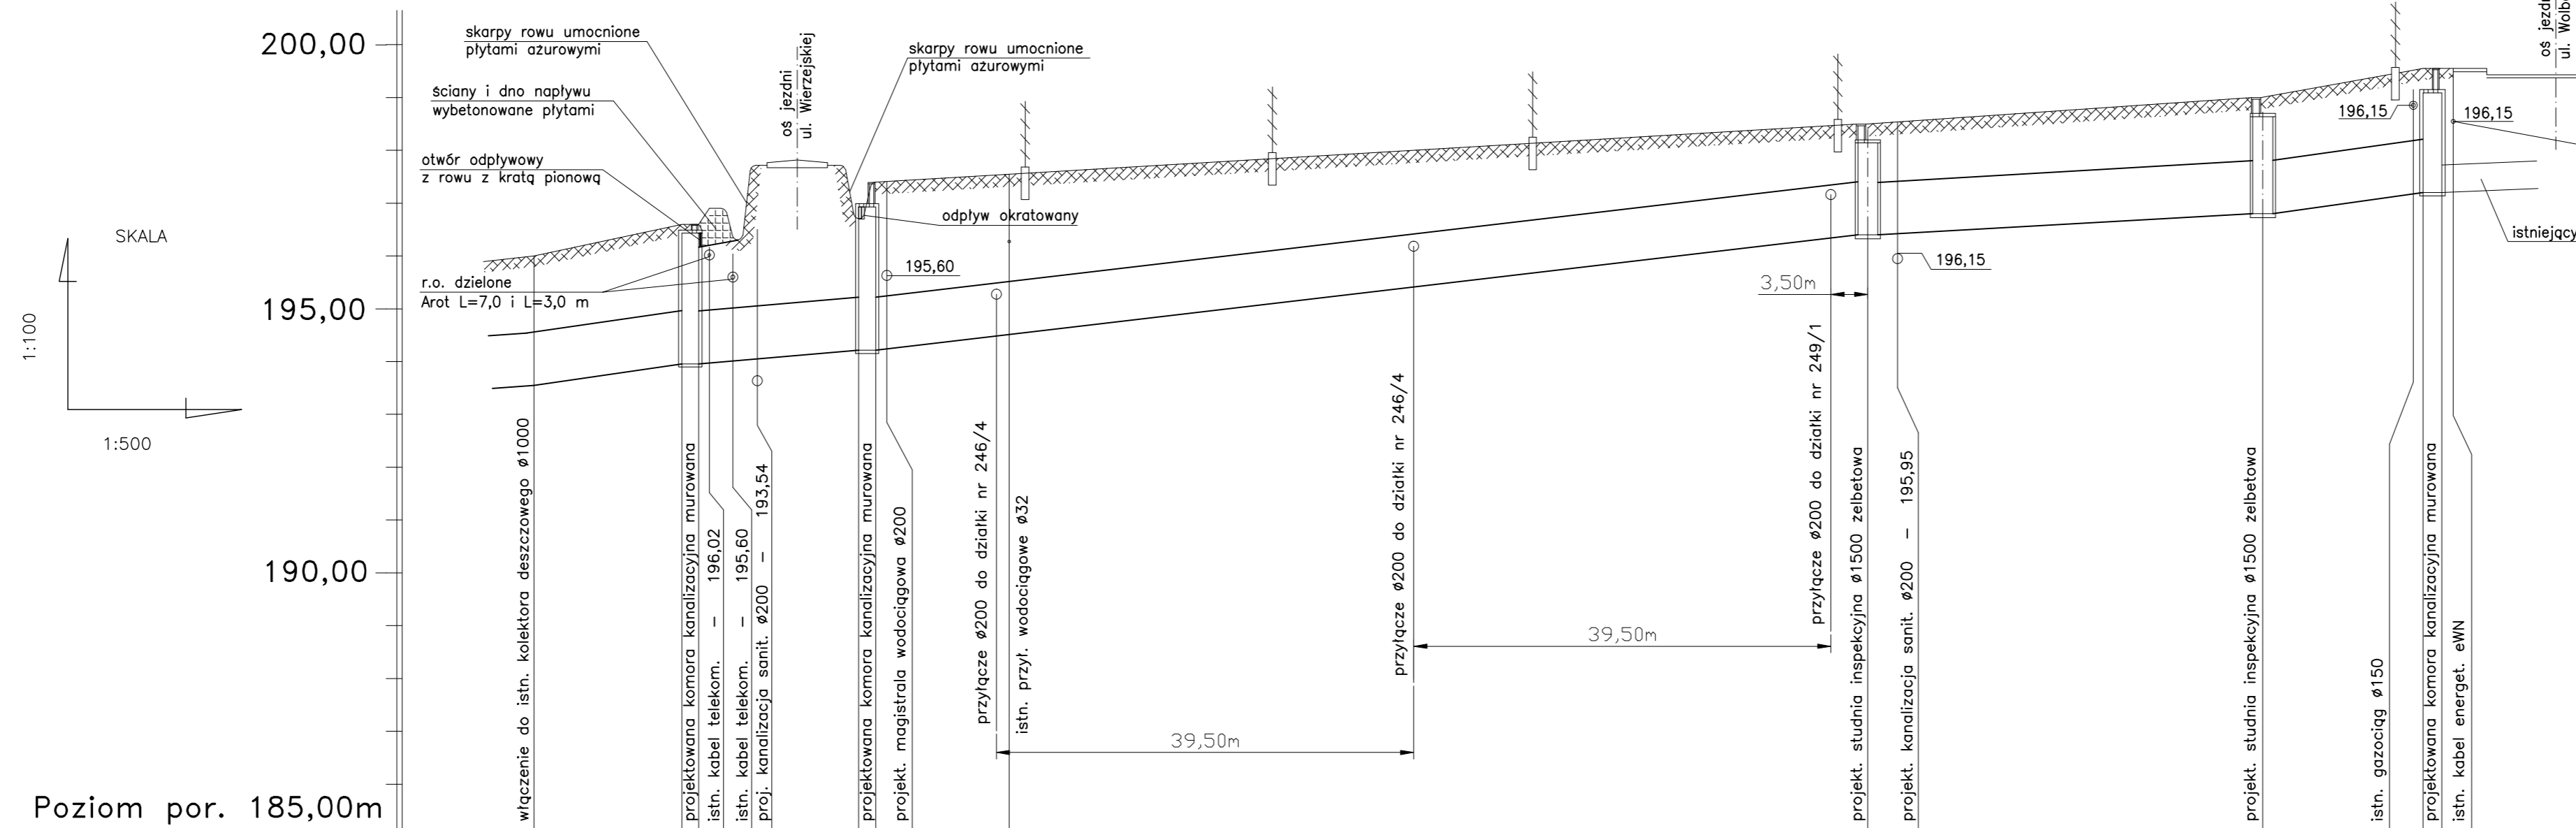 200,00
195,00
190,00
Poziom por. 185,00m
SKALA
1:100
1:500
skarpy rowu umocnione
płytami ażurowymi
ściany i dno napływu
wybetonowane płytami
otwór odpływowy
z rowu z kratą pionową
r.o. dzielone
Arot L=7,0 i L=3,0 m
oś jezdni
ul. Wierzejskiej
skarpy rowu umocnione
płytami ażurowymi
odpływ okratowany
195,60
włączenie do istn. kolektora deszczowego ø1000
projektowana komora kanalizacyjna murowana
istn. kabel telekom. – 196,02
istn. kabel telekom. – 195,60
proj. kanalizacja sanit. ø200 – 193,54
projektowana komora kanalizacyjna murowana
projekt. magistrala wodociągowa ø200
przyłącze ø200 do działki nr 246/4
istn. przył. wodociągowe ø32
39,50m
przyłącze ø200 do działki nr 246/4
39,50m
przyłącze ø200 do działki nr 249/1
3,50m
projekt. studnia inspekcyjna ø1500 żelbetowa
projekt. kanalizacja sanit. ø200 – 195,95
196,15
projekt. studnia inspekcyjna ø1500 żelbetowa
istn. gazociąg ø150
196,15
projektowana komora kanalizacyjna murowana
istn. kabel energet. eWN
196,15
istniejący
oś jezd
ul. Wolb